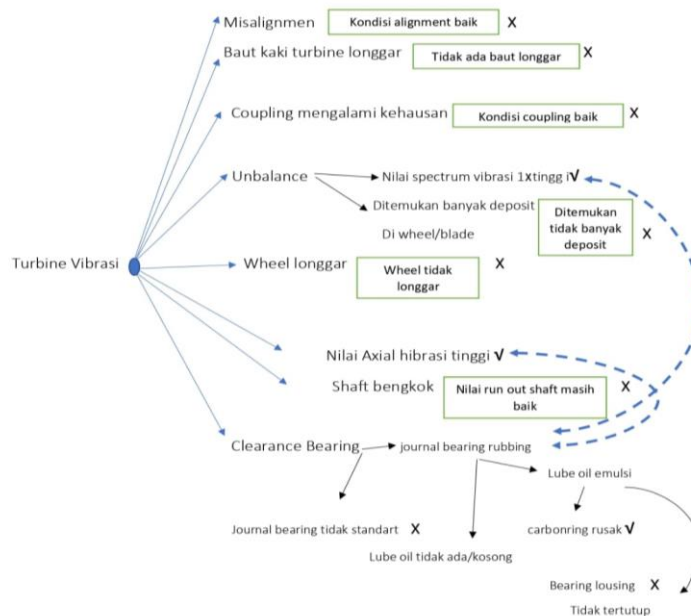 Misalignmen
Kondisi alignment baik
X
Baut kaki turbine longgar
Tidak ada baut longgar
X
Coupling mengalami kehausan
Kondisi coupling baik
X
Unbalance
Nilai spectrum vibrasi 1xtingg i√
Ditemukan banyak deposit
Di wheel/blade
Ditemukan
tidak banyak
deposit
X
Turbine Vibrasi
Wheel longgar
Wheel tidak
longgar
X
Nilai Axial hibrasi tinggi √
Shaft bengkok
Nilai run out shaft masih
baik
X
Clearance Bearing
journal bearing rubbing
Lube oil emulsi
Journal bearing tidak standart X
carbonring rusak √
Lube oil tidak ada/kosong
Bearing lousing X
Tidak tertutup